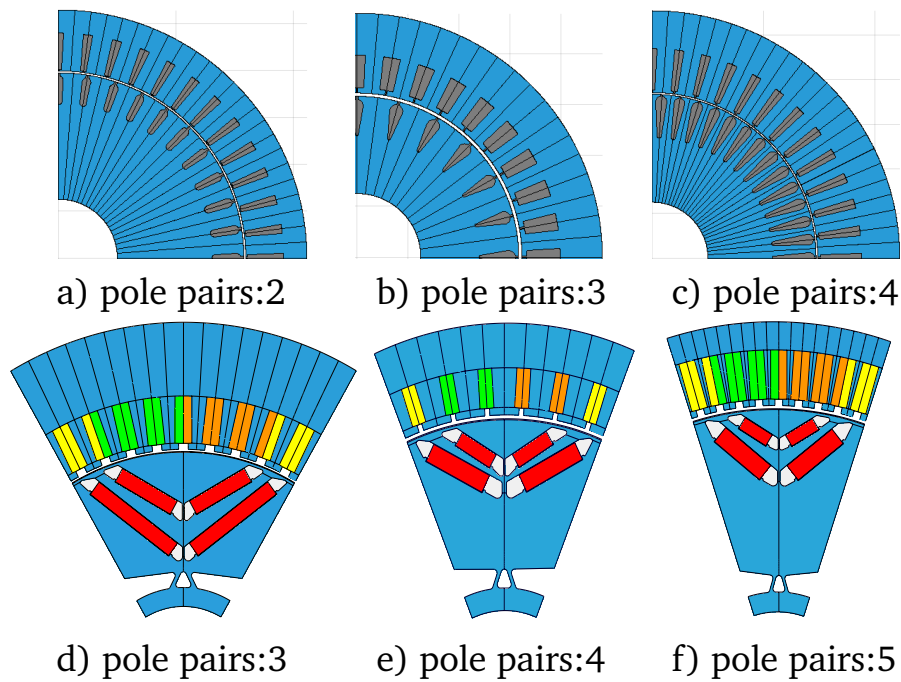 a) pole pairs:2
b) pole pairs:3
c) pole pairs:4
d) pole pairs:3
e) pole pairs:4
f) pole pairs:5